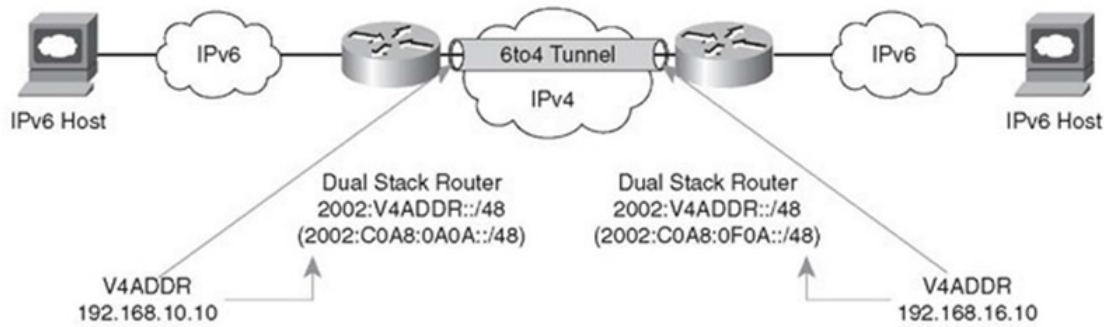 IPv6
6to4 Tunnel
IPv6
IPv4
IPv6 Host
IPv6 Host
Dual Stack Router
2002:V4ADDR::/48
(2002:C0A8:0A0A::/48)
Dual Stack Router
2002:V4ADDR::/48
(2002:C0A8:0F0A::/48)
V4ADDR
192.168.10.10
V4ADDR
192.168.16.10